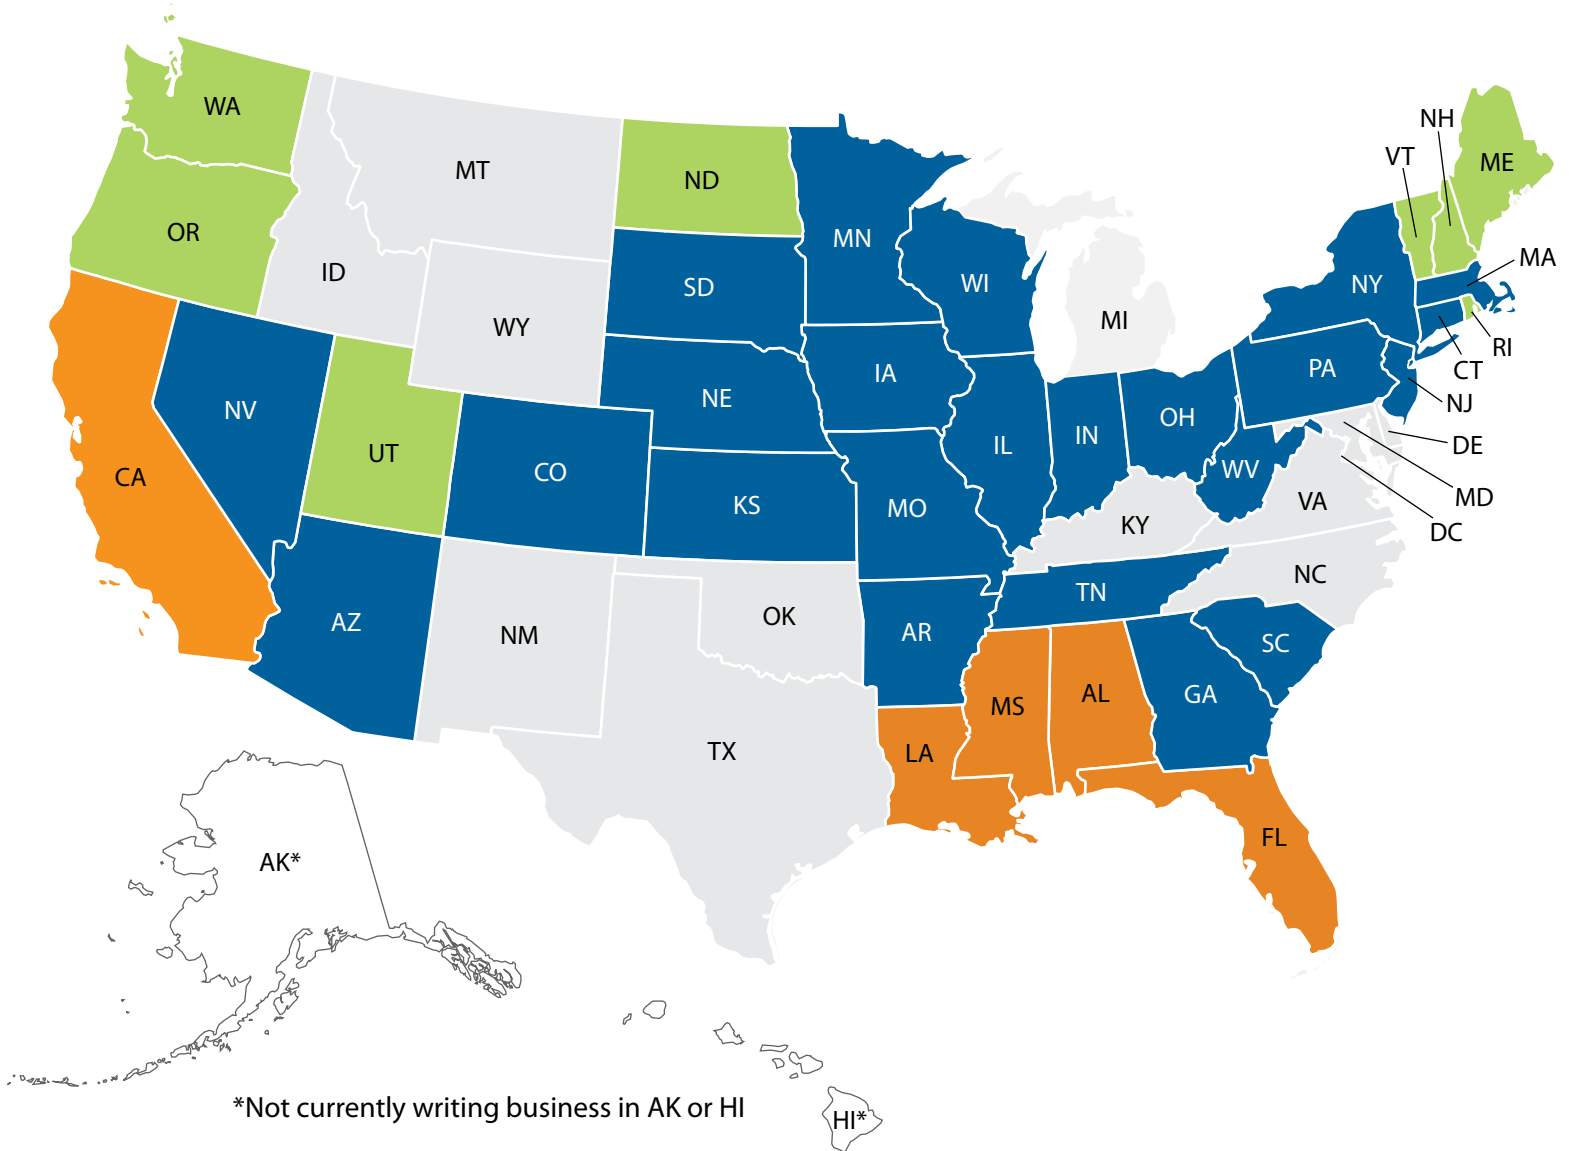 WA
NH
VT
ME
MT
ND
OR
MN
MA
ID
SD
WI
NY
WY
MI
RI
IA
PA
CT
NE
NJ
NV
OH
IN
IL
DE
UT
CO
WV
CA
MD
KS
MO
VA
KY
DC
NC
TN
OK
AZ
AR
NM
SC
MS
AL
GA
TX
LA
FL
AK*
*Not currently writing business in AK or HI
HI*